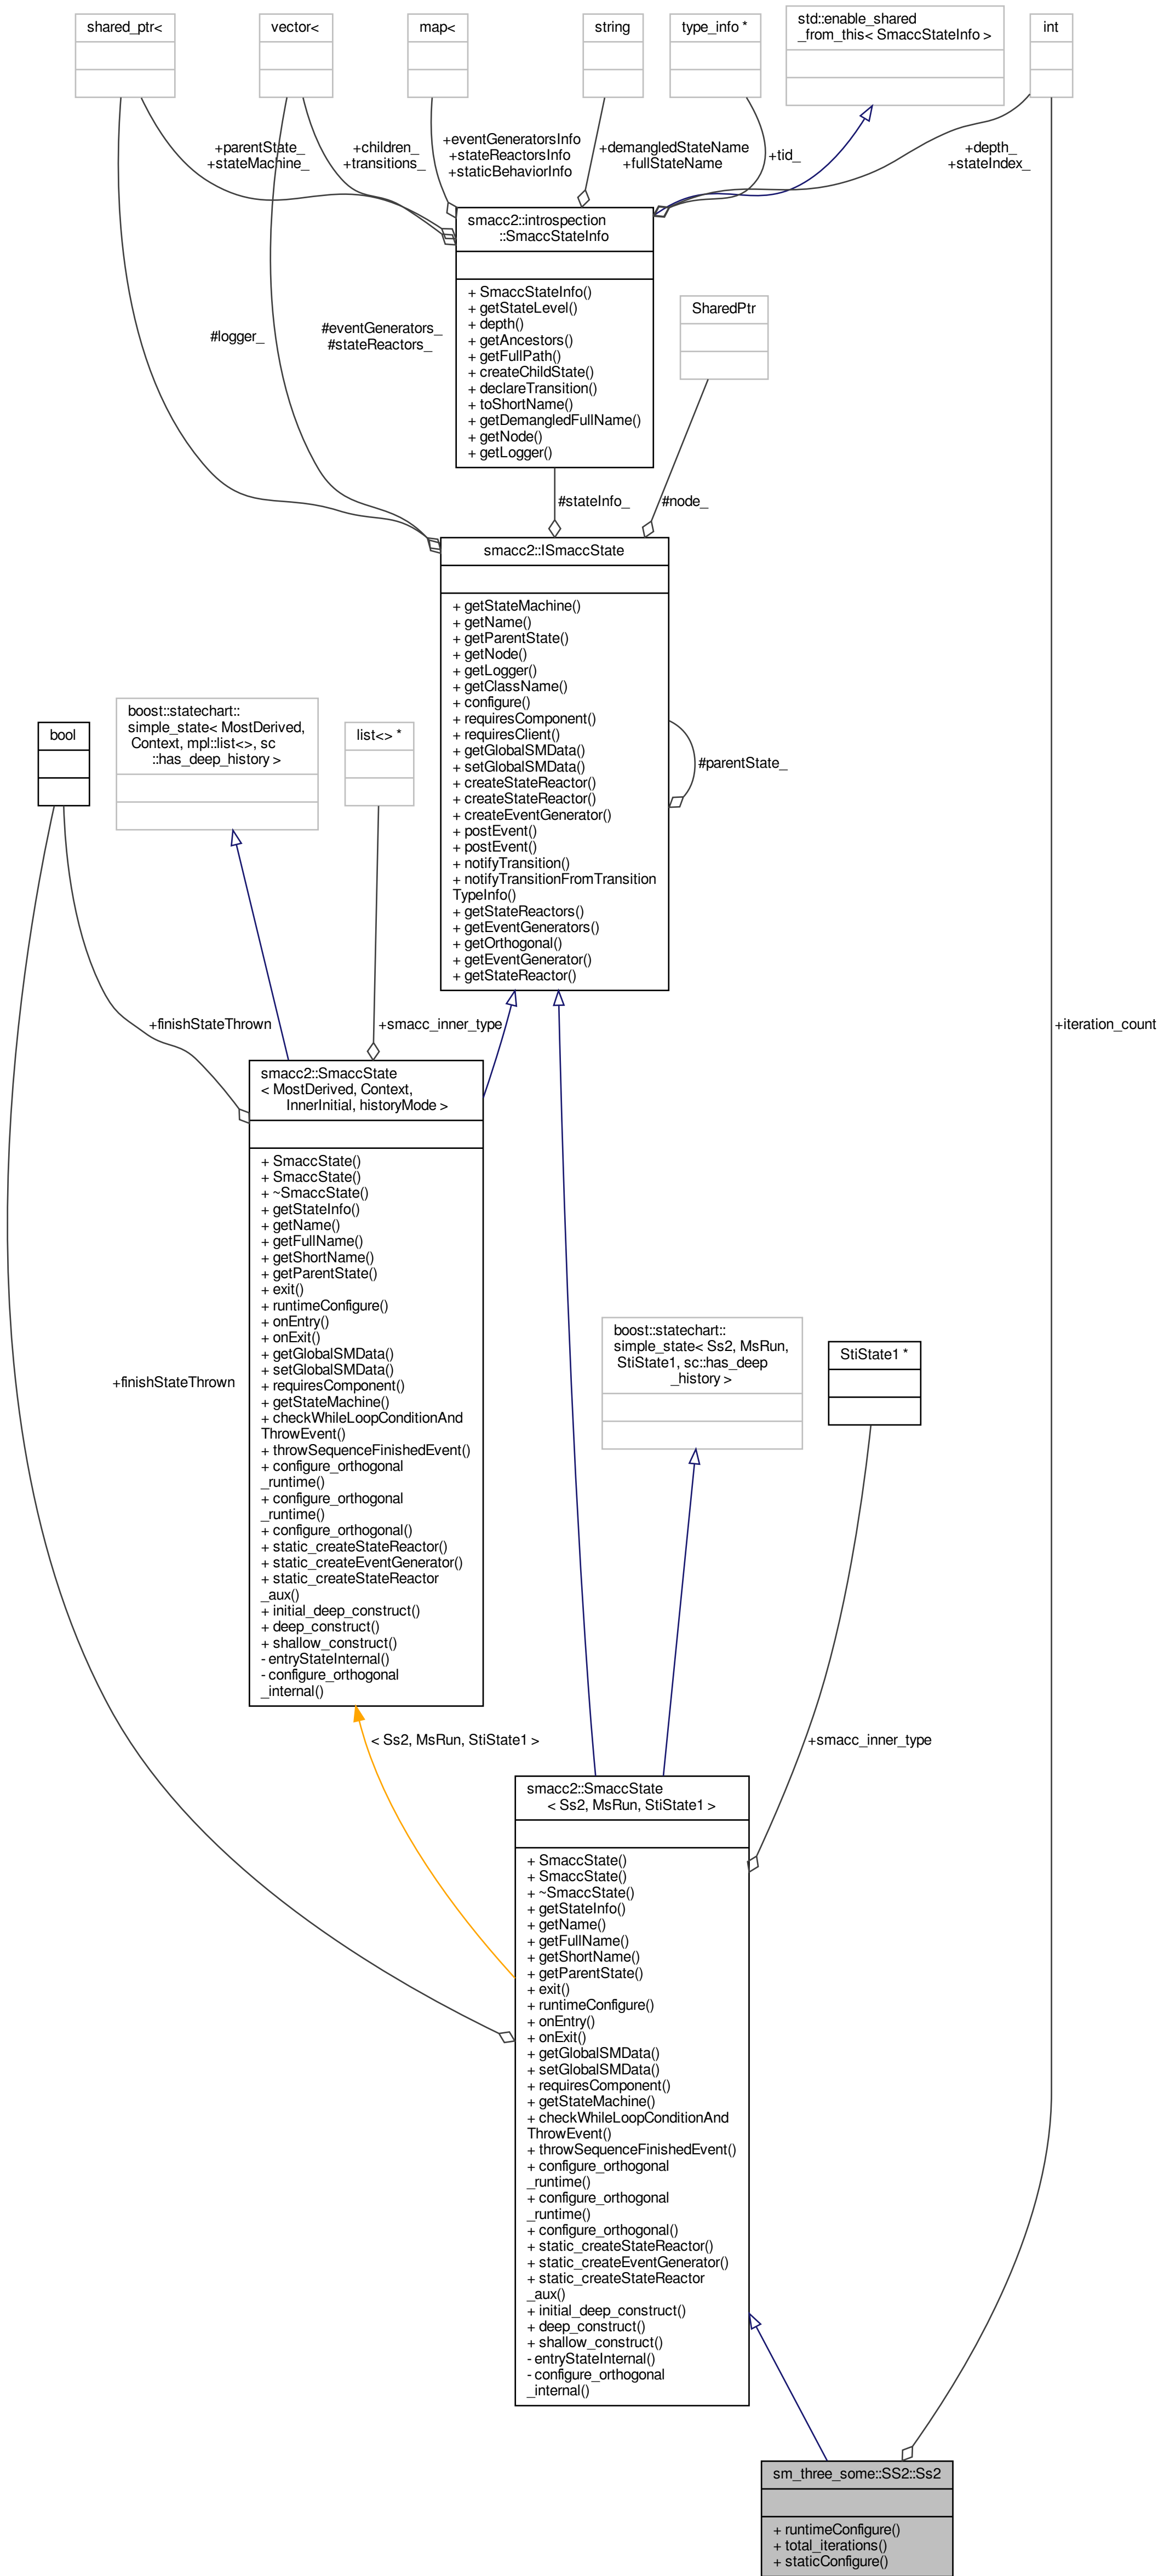 shared_ptr<
vector<
map<
string
type_info *
std::enable_shared
_from_this< SmaccStateInfo >
int
+parentState_
+stateMachine_
+children_
+transitions_
+eventGeneratorsInfo
+stateReactorsInfo
+staticBehaviorInfo
+demangledStateName
+fullStateName
+tid_
+depth_
+stateIndex_
smacc2::introspection
::SmaccStateInfo
+ SmaccStateInfo()
+ getStateLevel()
+ depth()
+ getAncestors()
+ getFullPath()
+ createChildState()
+ declareTransition()
+ toShortName()
+ getDemangledFullName()
+ getNode()
+ getLogger()
SharedPtr
#logger_
#eventGenerators_
#stateReactors_
#stateInfo_
#node_
smacc2::ISmaccState
+ getStateMachine()
+ getName()
+ getParentState()
+ getNode()
+ getLogger()
+ getClassName()
+ configure()
+ requiresComponent()
+ requiresClient()
+ getGlobalSMData()
+ setGlobalSMData()
+ createStateReactor()
+ createStateReactor()
+ createEventGenerator()
+ postEvent()
+ postEvent()
+ notifyTransition()
+ notifyTransitionFromTransition
TypeInfo()
+ getStateReactors()
+ getEventGenerators()
+ getOrthogonal()
+ getEventGenerator()
+ getStateReactor()
#parentState_
bool
boost::statechart::
simple_state< MostDerived,
Context, mpl::list<>, sc
::has_deep_history >
list<> *
+finishStateThrown
+smacc_inner_type
+iteration_count
smacc2::SmaccState
< MostDerived, Context,
InnerInitial, historyMode >
+ SmaccState()
+ SmaccState()
+ ~SmaccState()
+ getStateInfo()
+ getName()
+ getFullName()
+ getShortName()
+ getParentState()
+ exit()
+ runtimeConfigure()
+ onEntry()
+ onExit()
+ getGlobalSMData()
+ setGlobalSMData()
+ requiresComponent()
+ getStateMachine()
+ checkWhileLoopConditionAnd
ThrowEvent()
+ throwSequenceFinishedEvent()
+ configure_orthogonal
_runtime()
+ configure_orthogonal
_runtime()
+ configure_orthogonal()
+ static_createStateReactor()
+ static_createEventGenerator()
+ static_createStateReactor
_aux()
+ initial_deep_construct()
+ deep_construct()
+ shallow_construct()
- entryStateInternal()
- configure_orthogonal
_internal()
+finishStateThrown
boost::statechart::
simple_state< Ss2, MsRun,
StiState1, sc::has_deep
_history >
StiState1 *
< Ss2, MsRun, StiState1 >
+smacc_inner_type
smacc2::SmaccState
< Ss2, MsRun, StiState1 >
+ SmaccState()
+ SmaccState()
+ ~SmaccState()
+ getStateInfo()
+ getName()
+ getFullName()
+ getShortName()
+ getParentState()
+ exit()
+ runtimeConfigure()
+ onEntry()
+ onExit()
+ getGlobalSMData()
+ setGlobalSMData()
+ requiresComponent()
+ getStateMachine()
+ checkWhileLoopConditionAnd
ThrowEvent()
+ throwSequenceFinishedEvent()
+ configure_orthogonal
_runtime()
+ configure_orthogonal
_runtime()
+ configure_orthogonal()
+ static_createStateReactor()
+ static_createEventGenerator()
+ static_createStateReactor
_aux()
+ initial_deep_construct()
+ deep_construct()
+ shallow_construct()
- entryStateInternal()
- configure_orthogonal
_internal()
sm_three_some::SS2::Ss2
+ runtimeConfigure()
+ total_iterations()
+ staticConfigure()